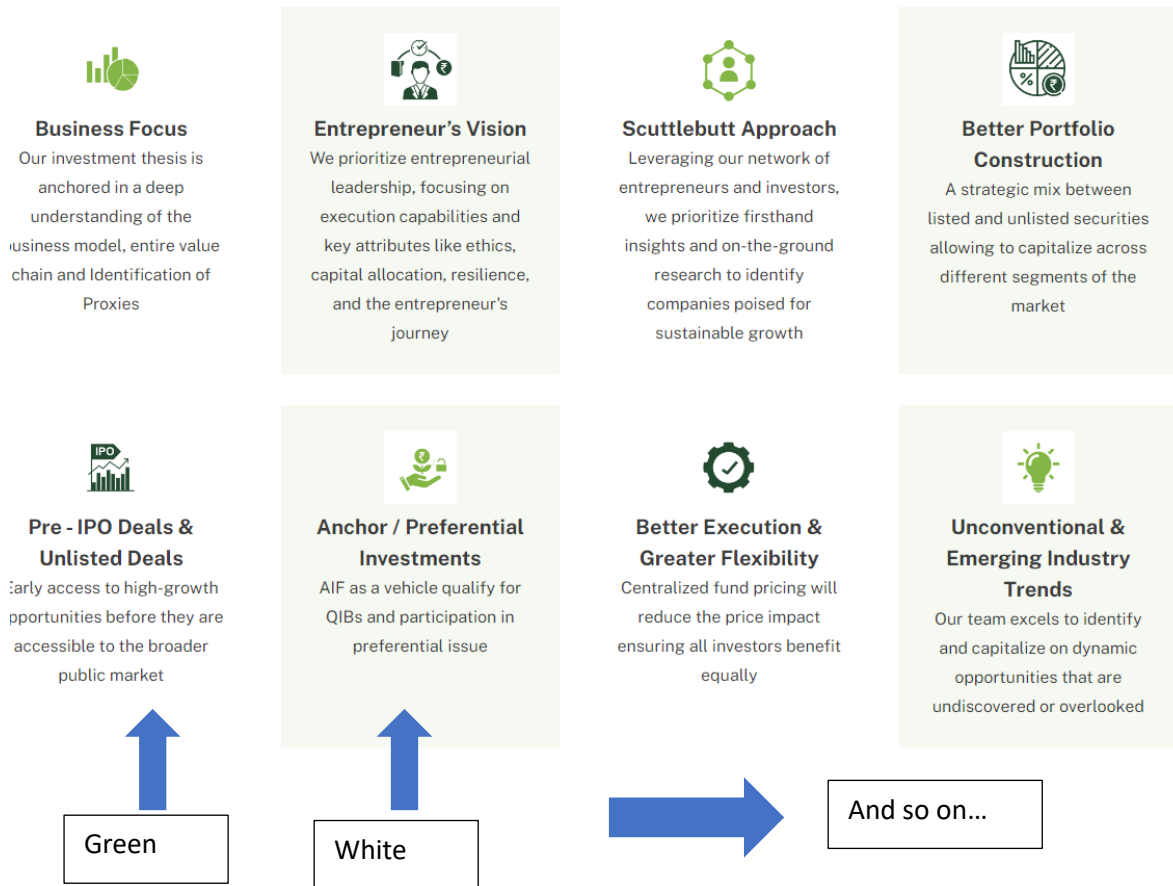 Business Focus
Our investment thesis is
anchored in a deep
understanding of the
business model, entire value
chain and Identification of
Proxies
Entrepreneur's Vision
We prioritize entrepreneurial
leadership, focusing on
execution capabilities and
key attributes like ethics,
capital allocation, resilience,
and the entrepreneur's
journey
Scuttlebutt Approach
Leveraging our network of
entrepreneurs and investors,
we prioritize firsthand
insights and on-the-ground
research to identify
companies poised for
sustainable growth
Better Portfolio
Construction
A strategic mix between
listed and unlisted securities
allowing to capitalize across
different segments of the
market
IPO
Pre - IPO Deals &
Unlisted Deals
Early access to high-growth
opportunities before they are
accessible to the broader
public market
Anchor / Preferential
Investments
AIF as a vehicle qualify for
QIBs and participation in
preferential issue
Better Execution &
Greater Flexibility
Centralized fund pricing will
reduce the price impact
ensuring all investors benefit
equally
Unconventional &
Emerging Industry
Trends
Our team excels to identify
and capitalize on dynamic
opportunities that are
undiscovered or overlooked
Green
White
And so on...